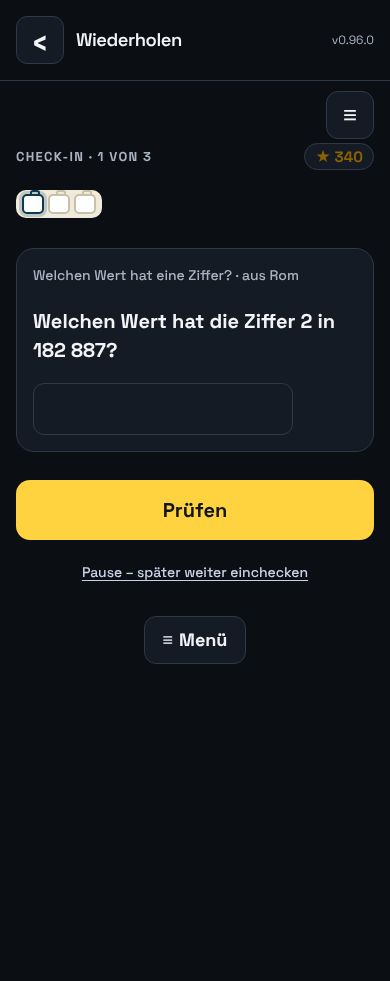 < Wiederholen v0.96.0
≡
CHECK-IN · 1 VON 3 ★ 340
Welchen Wert hat eine Ziffer? · aus Rom
Welchen Wert hat die Ziffer 2 in
182 887?
Prüfen
Pause – später weiter einchecken
≡ Menü